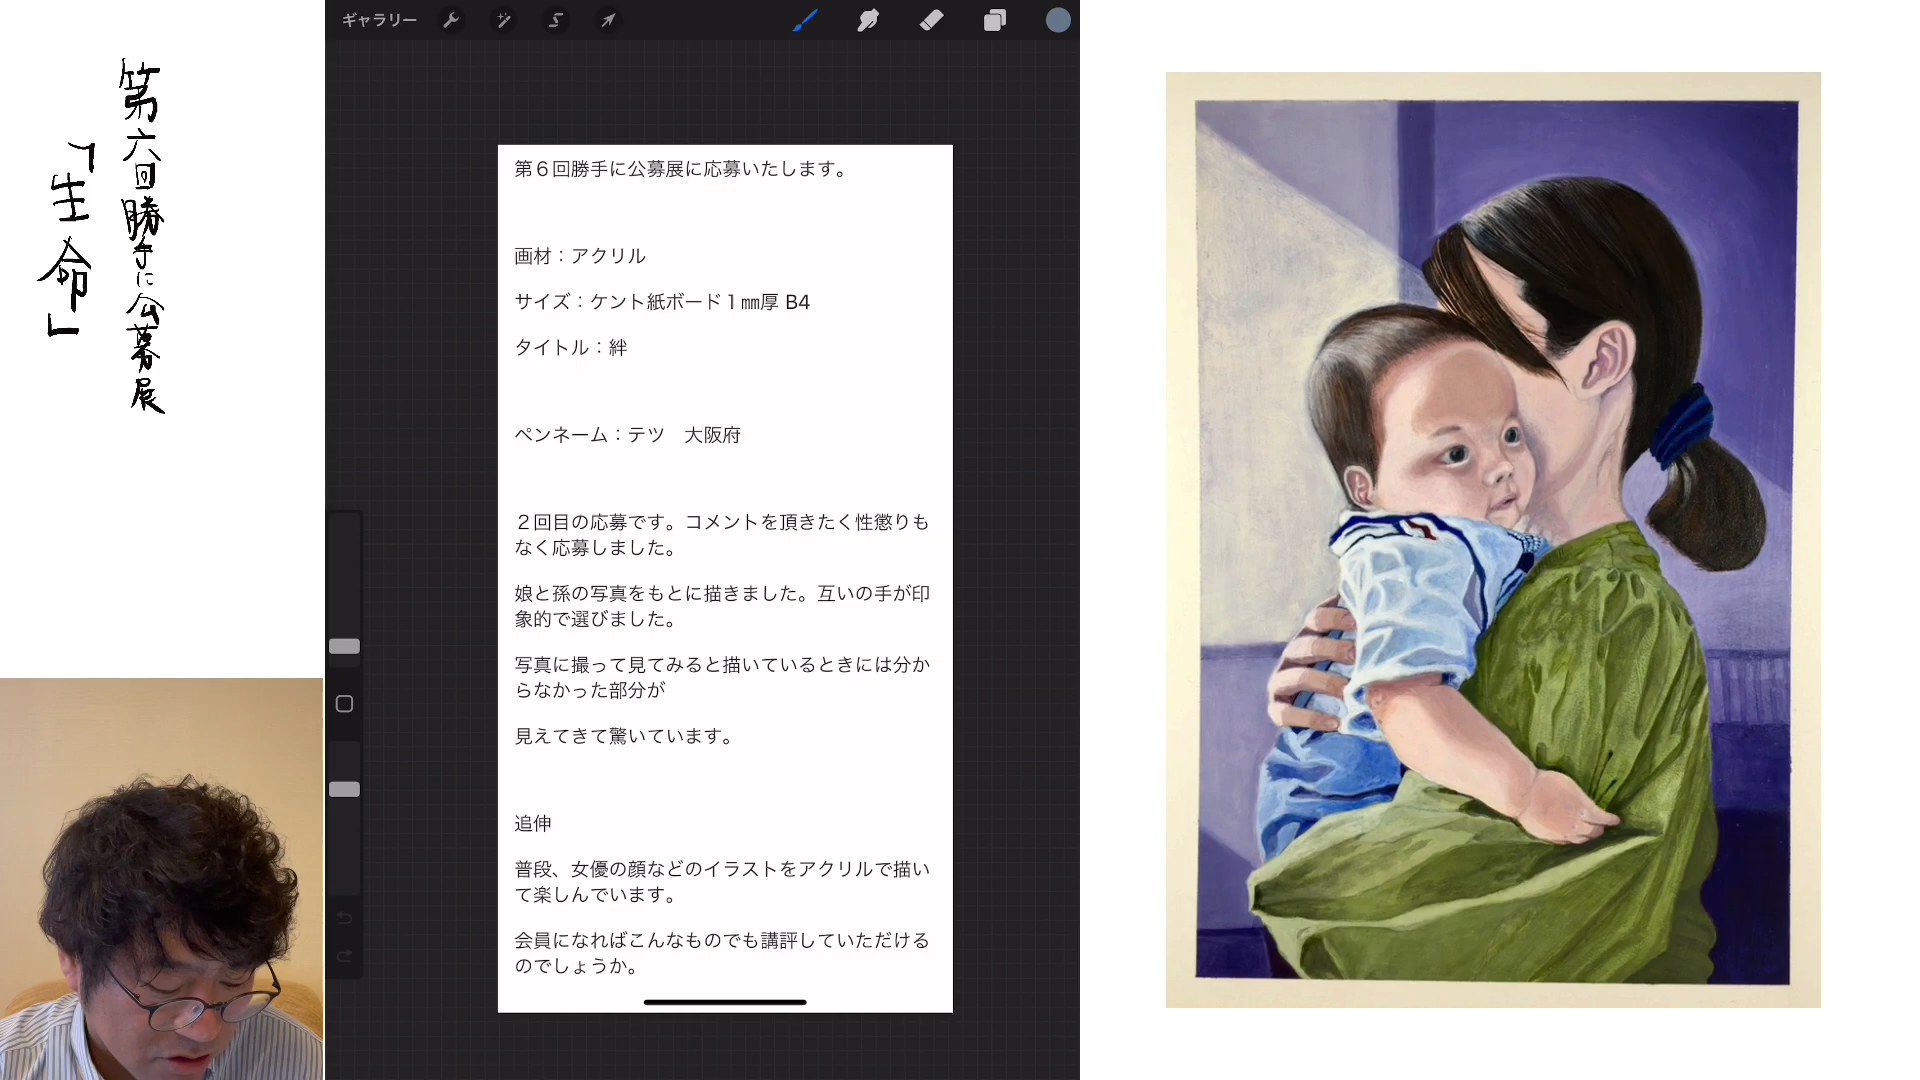 第六回勝手に公募展
「生命」
ギャラリー
第６回勝手に公募展に応募いたします。
画材：アクリル
サイズ：ケント紙ボード１㎜厚 B4
タイトル：絆
ペンネーム：テツ　大阪府
２回目の応募です。コメントを頂きたく性懲りも
なく応募しました。
娘と孫の写真をもとに描きました。互いの手が印
象的で選びました。
写真に撮って見てみると描いているときには分か
らなかった部分が
見えてきて驚いています。
追伸
普段、女優の顔などのイラストをアクリルで描い
て楽しんでいます。
会員になればこんなものでも講評していただける
のでしょうか。